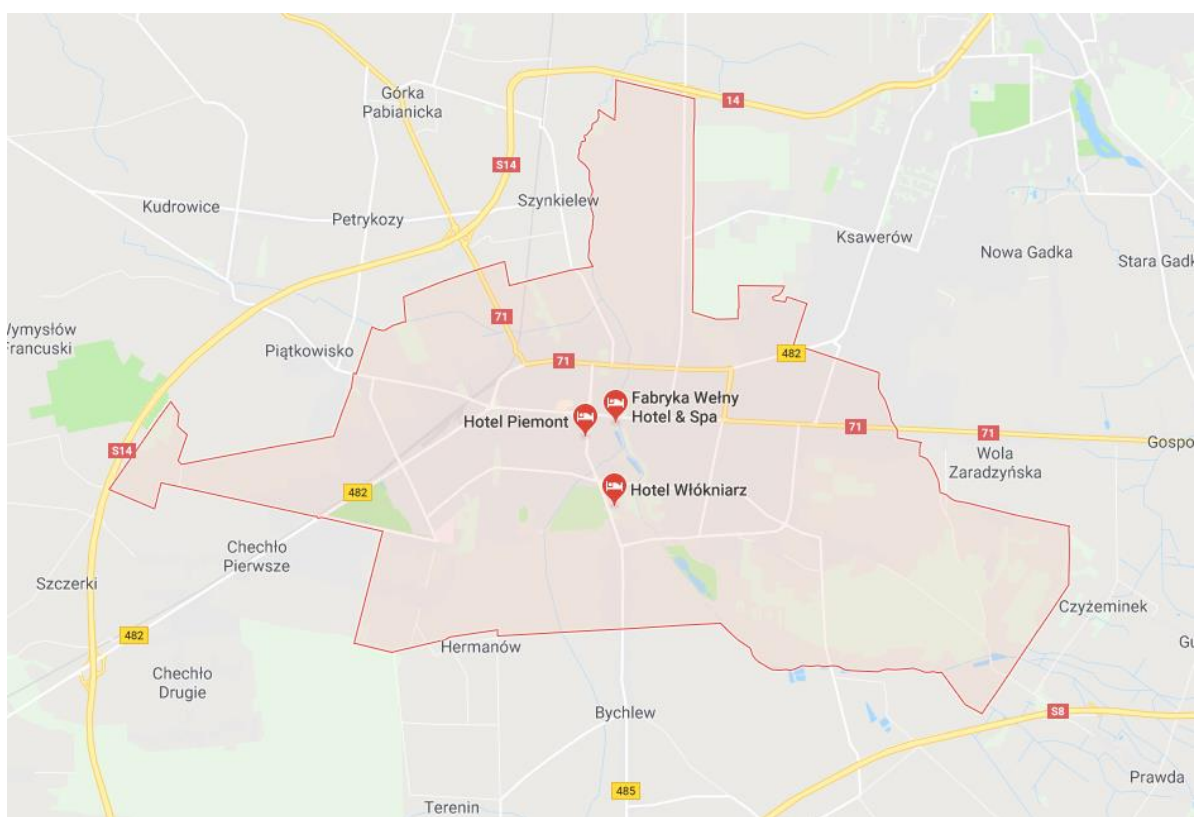 14
Górka
Pabianicka
S14
Szynkielew
Kudrowice
Petrykozy
Ksawerów
Nowa Gadka
Stara Gadk
71
Wymysłów
Francuski
Piątkowisko
71
482
Fabryka Wełny
Hotel & Spa
Hotel Piemont
71
71
Gospo
S14
Wola
Zaradzyńska
482
Hotel Włókniarz
Chechło
Pierwsze
Szczerki
Czyżeminek
482
Hermanów
Gu
Chechło
Drugie
Bychlew
S8
Prawda
485
Terenin